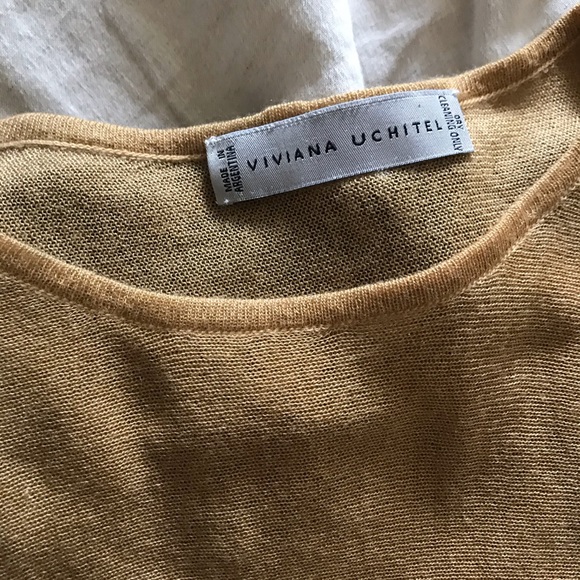 MADE IN
ARGENTINA
VIVIANA UCHITEL
DRY
CLEANING ONLY